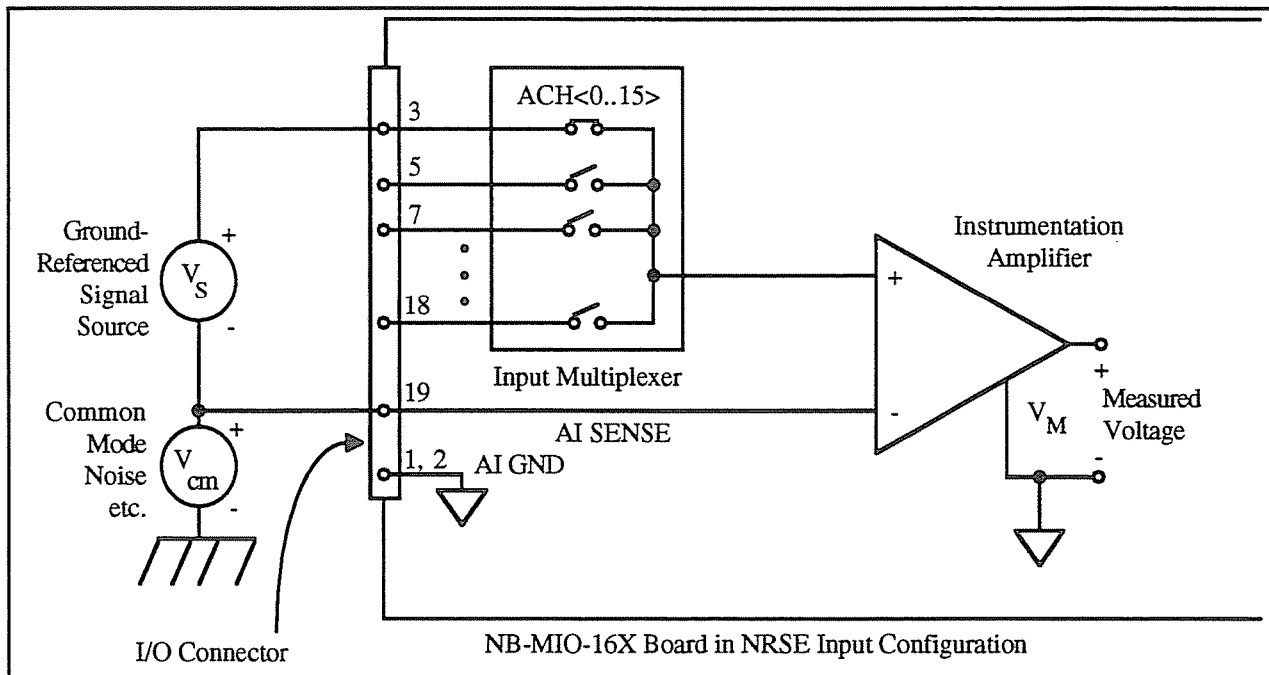 ACH<0..15>
3
5
7
18
19
1, 2
Ground-
Referenced
Signal
Source
+
V
S
-
Common
Mode
Noise
etc.
+
V
cm
-
Input Multiplexer
AI SENSE
AI GND
Instrumentation
Amplifier
+
-
+
V
M
Measured
Voltage
-
I/O Connector
NB-MIO-16X Board in NRSE Input Configuration